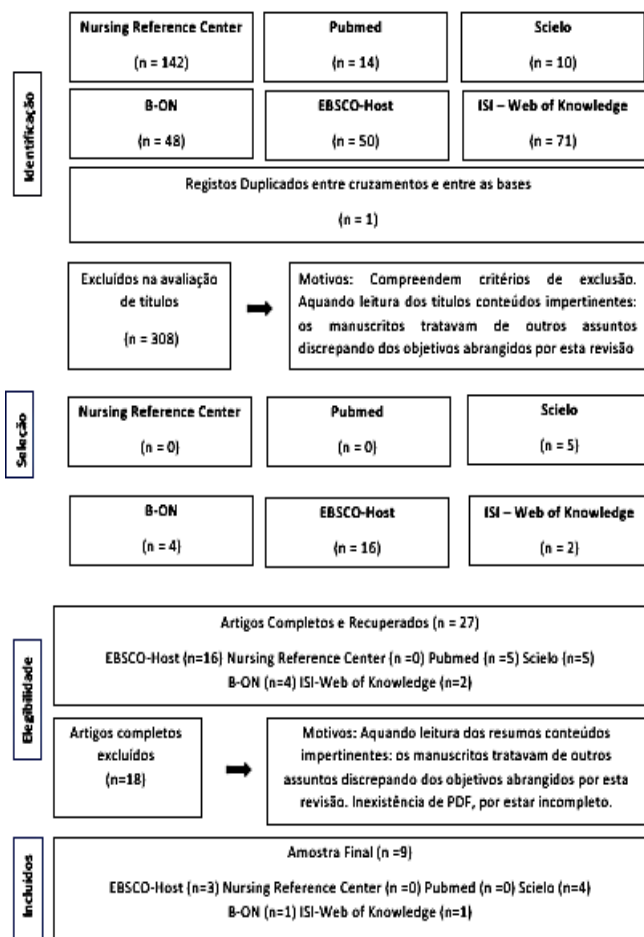 Identificação
Nursing Reference Center
(n = 142)
Pubmed
(n = 14)
Scielo
(n = 10)
B-ON
(n = 48)
EBSCO-Host
(n = 50)
ISI – Web of Knowledge
(n = 71)
Registos Duplicados entre cruzamentos e entre as bases
(n = 1)
Excluídos na avaliação
de títulos
(n = 308)
Motivos: Compreendem critérios de exclusão.
Aquando leitura dos títulos conteúdos impertinentes:
os manuscritos tratavam de outros assuntos
discrepando dos objetivos abrangidos por esta revisão
Seleção
Nursing Reference Center
(n = 0)
Pubmed
(n = 0)
Scielo
(n = 5)
B-ON
(n = 4)
EBSCO-Host
(n = 16)
ISI – Web of Knowledge
(n = 2)
Elegibilidade
Artigos Completos e Recuperados (n = 27)
EBSCO-Host (n=16) Nursing Reference Center (n =0) Pubmed (n =5) Scielo (n=5)
B-ON (n=4) ISI-Web of Knowledge (n=2)
Artigos completos
excluídos
(n=18)
Motivos: Aquando leitura dos resumos conteúdos
impertinentes: os manuscritos tratavam de outros
assuntos discrepando dos objetivos abrangidos por esta
revisão. Inexistência de PDF, por estar incompleto.
Incluídos
Amostra Final (n =9)
EBSCO-Host (n=3) Nursing Reference Center (n =0) Pubmed (n =0) Scielo (n=4)
B-ON (n=1) ISI-Web of Knowledge (n=1)